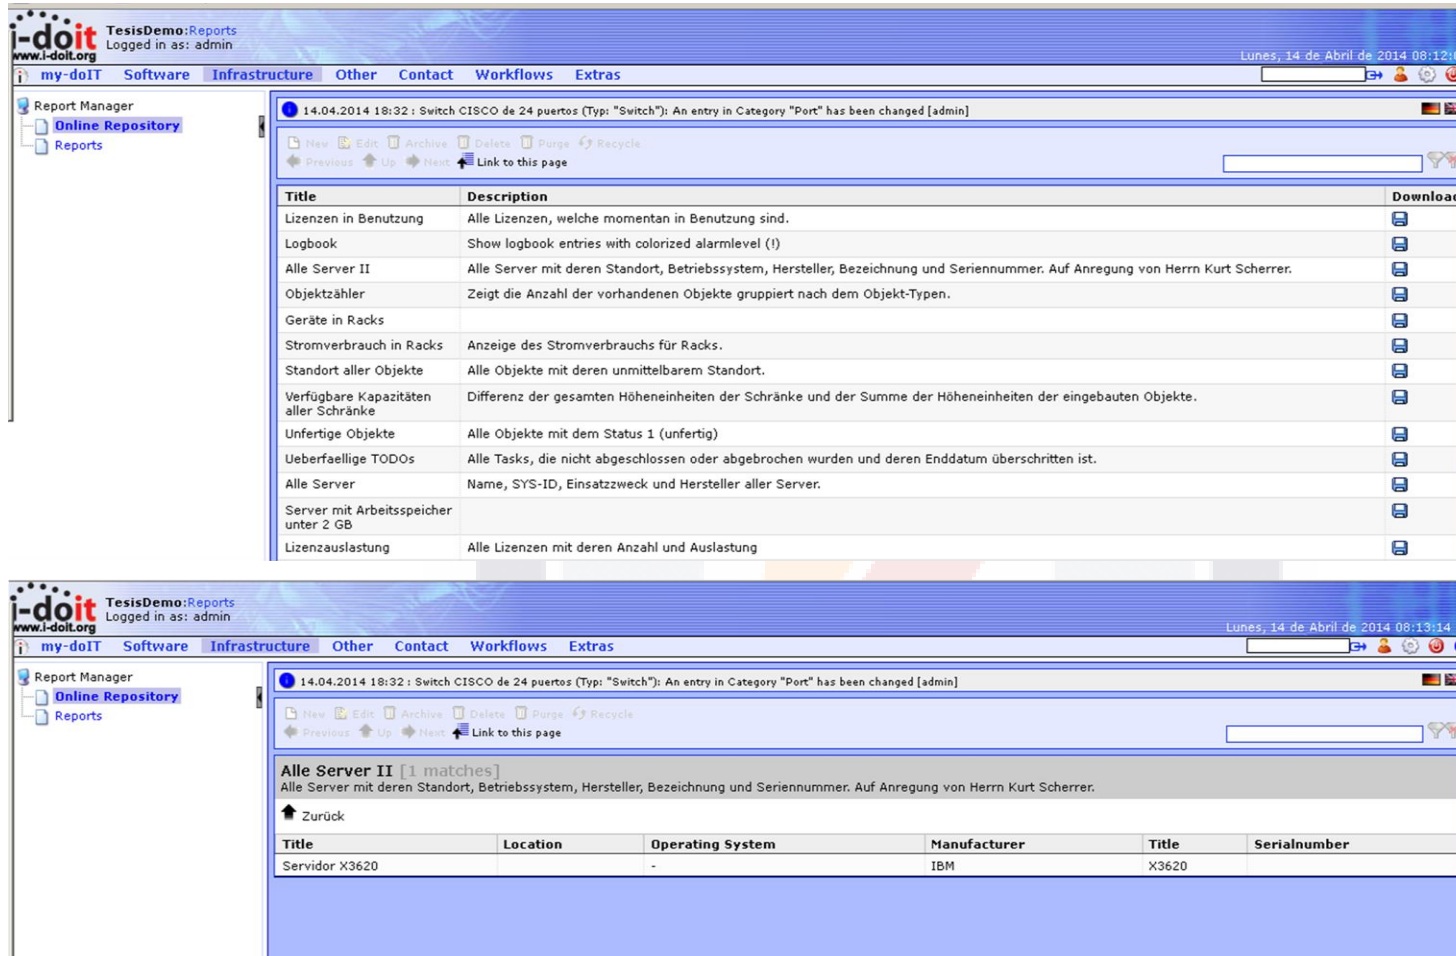 i-doit
www.i-doit.org
TesisDemo:Reports
Logged in as: admin
Lunes, 14 de Abril de 2014 08:12:
my-doIT Software Infrastructure Other Contact Workflows Extras
Report Manager
Online Repository
Reports
14.04.2014 18:32 : Switch CISCO de 24 puertos (Typ: "Switch"): An entry in Category "Port" has been changed [admin]
New Edit Archive Delete Purge Recycle
Previous Up Next Link to this page
Title Description Download
Lizenzen in Benutzung Alle Lizenzen, welche momentan in Benutzung sind.
Logbook Show logbook entries with colorized alarmlevel (!)
Alle Server II Alle Server mit deren Standort, Betriebssystem, Hersteller, Bezeichnung und Seriennummer. Auf Anregung von Herrn Kurt Scherrer.
Objektzähler Zeigt die Anzahl der vorhandenen Objekte gruppiert nach dem Objekt-Typen.
Geräte in Racks
Stromverbrauch in Racks Anzeige des Stromverbrauchs für Racks.
Standort aller Objekte Alle Objekte mit deren unmittelbarem Standort.
Verfügbare Kapazitäten Differenz der gesamten Höheneinheiten der Schränke und der Summe der Höheneinheiten der eingebauten Objekte.
aller Schränke
Unfertige Objekte Alle Objekte mit dem Status 1 (unfertig)
Ueberfaellige TODOs Alle Tasks, die nicht abgeschlossen oder abgebrochen wurden und deren Enddatum überschritten ist.
Alle Server Name, SYS-ID, Einsatzzweck und Hersteller aller Server.
Server mit Arbeitsspeicher
unter 2 GB
Lizenzauslastung Alle Lizenzen mit deren Anzahl und Auslastung
i-doit
www.i-doit.org
TesisDemo:Reports
Logged in as: admin
Lunes, 14 de Abril de 2014 08:13:14
my-doIT Software Infrastructure Other Contact Workflows Extras
Report Manager
Online Repository
Reports
14.04.2014 18:32 : Switch CISCO de 24 puertos (Typ: "Switch"): An entry in Category "Port" has been changed [admin]
New Edit Archive Delete Purge Recycle
Previous Up Next Link to this page
Alle Server II [1 matches]
Alle Server mit deren Standort, Betriebssystem, Hersteller, Bezeichnung und Seriennummer. Auf Anregung von Herrn Kurt Scherrer.
Zurück
Title Location Operating System Manufacturer Title Serialnumber
Servidor X3620 - IBM X3620